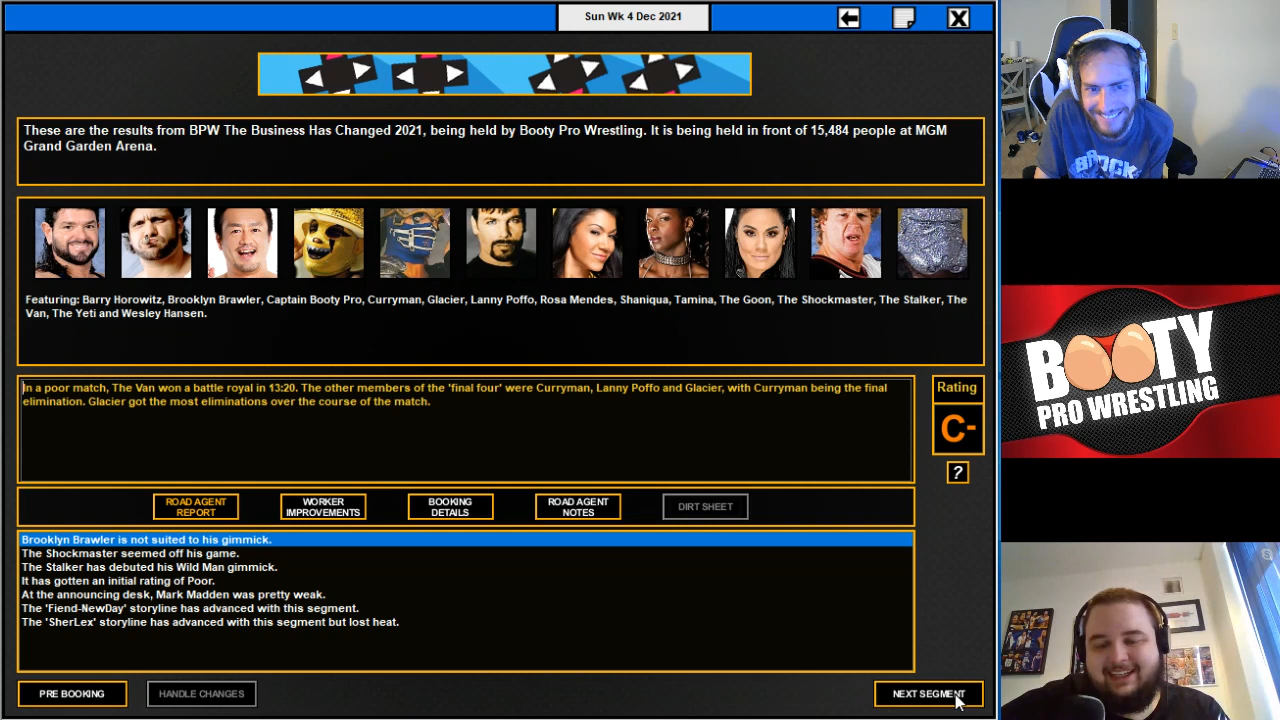 Sun Wk 4 Dec 2021
These are the results from BPW The Business Has Changed 2021, being held by Booty Pro Wrestling. It is being held in front of 15,484 people at MGM
Grand Garden Arena.
Featuring: Barry Horowitz, Brooklyn Brawler, Captain Booty Pro, Curryman, Glacier, Lanny Poffo, Rosa Mendes, Shaniqua, Tamina, The Goon, The Shockmaster, The Stalker, The
Van, The Yeti and Wesley Hansen.
In a poor match, The Van won a battle royal in 13:20. The other members of the 'final four' were Curryman, Lanny Poffo and Glacier, with Curryman being the final
elimination. Glacier got the most eliminations over the course of the match.
Rating
C-
?
ROAD AGENT
REPORT
WORKER
IMPROVEMENTS
BOOKING
DETAILS
ROAD AGENT
NOTES
DIRT SHEET
Brooklyn Brawler is not suited to his gimmick.
The Shockmaster seemed off his game.
The Stalker has debuted his Wild Man gimmick.
It has gotten an initial rating of Poor.
At the announcing desk, Mark Madden was pretty weak.
The 'Fiend-NewDay' storyline has advanced with this segment.
The 'SherLex' storyline has advanced with this segment but lost heat.
PRE BOOKING
HANDLE CHANGES
NEXT SEGMENT
B TY
PRO WRESTLING